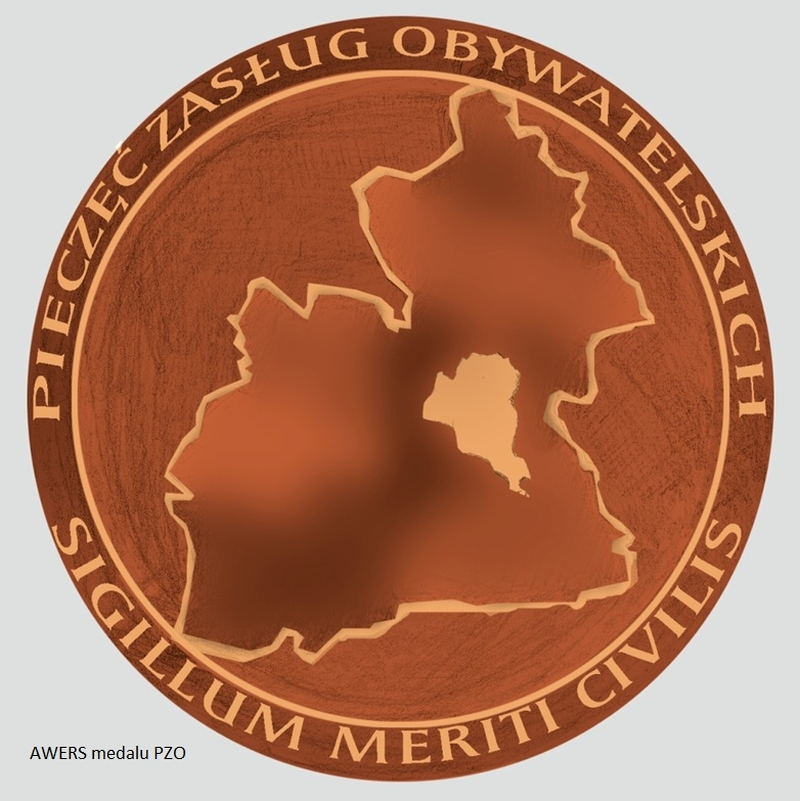 PIECZĘĆ ZASŁUG OBYWATELSKICH
SIGILLUM MERITI CIVILIS
AWERS medalu PZO